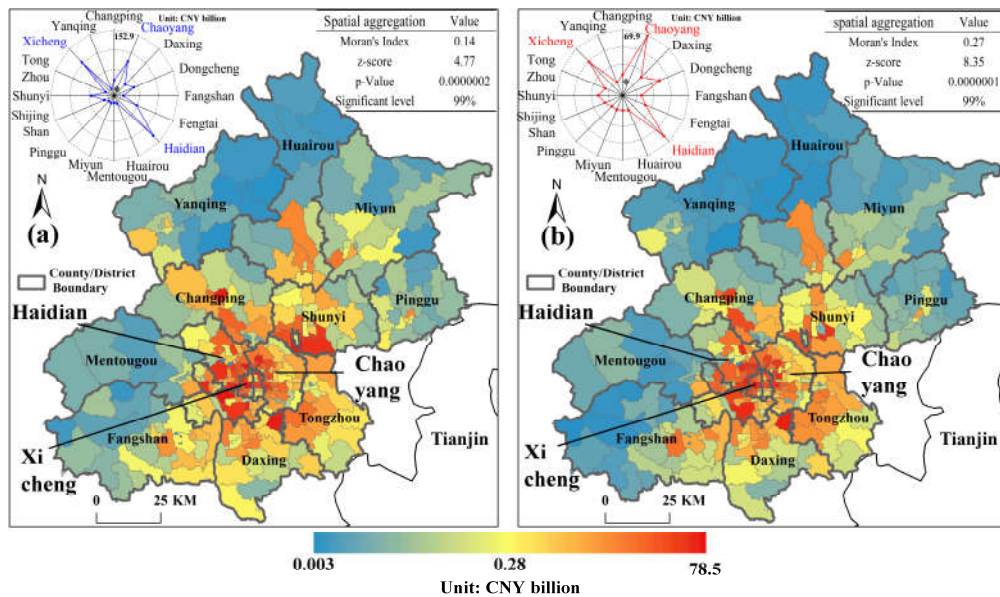 Unit: CNY billion
152.9
Changping
Chaoyang
Daxing
Dongcheng
Fangshan
Fengtai
Haidian
Huairou
Mentougou
Miyun
Pinggu
Shijing
Shan
Shunyi
Tong
Zhou
Xicheng
Yanqing
Spatial aggregation Value
Moran's Index 0.14
z-score 4.77
p-Value 0.0000002
Significant level 99%
N
(a)
County/District
Boundary
Huairou
Yanqing
Miyun
Changping
Pinggu
Shunyi
Haidian
Mentougou
Chao
yang
Tongzhou
Fangshan
Xi
cheng
Daxing
Tianjin
0 25 KM
Unit: CNY billion
69.9
Changping
Chaoyang
Daxing
Dongcheng
Fangshan
Fengtai
Haidian
Huairou
Mentougou
Miyun
Pinggu
Shijing
Shan
Shunyi
Tong
Zhou
Xicheng
Yanqing
spatial aggregation Value
Moran's Index 0.27
z-score 8.35
p-Value 0.0000001
Significant level 99%
N
(b)
County/District
Boundary
Huairou
Yanqing
Miyun
Changping
Pinggu
Shunyi
Haidian
Mentougou
Chao
yang
Tongzhou
Fangshan
Xi
cheng
Daxing
Tianjin
0 25 KM
0.003 0.28 78.5
Unit: CNY billion